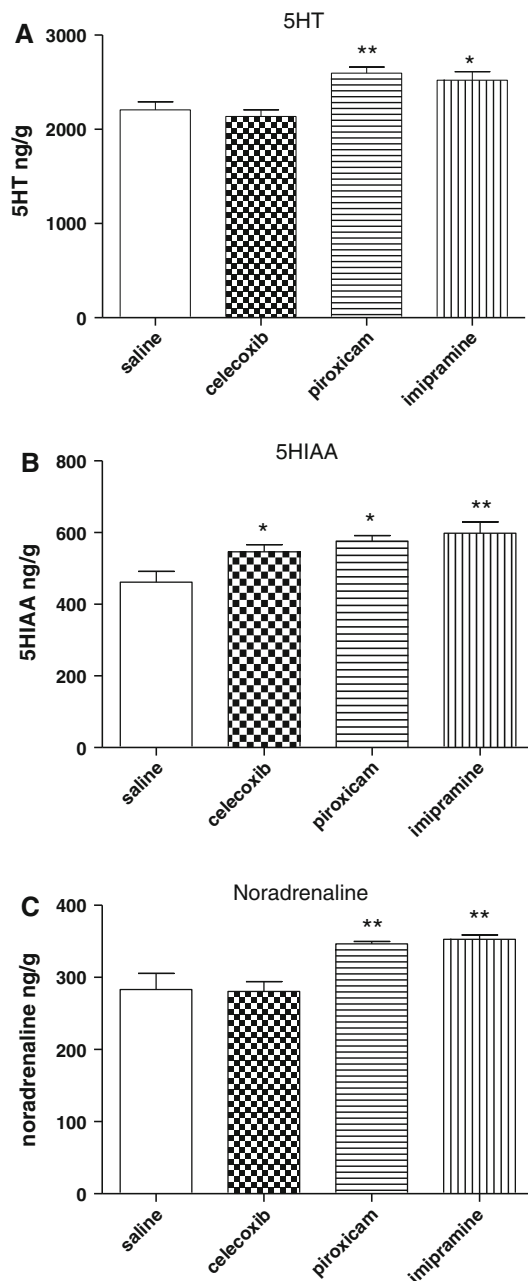 A
5HT
5HT ng/g
3000
2000
1000
0
**
*
saline
celecoxib
piroxicam
imipramine
B
5HIAA
5HIAA ng/g
800
600
400
200
0
*
*
**
saline
celecoxib
piroxicam
imipramine
C
Noradrenaline
noradrenaline ng/g
400
300
200
100
0
**
**
saline
celecoxib
piroxicam
imipramine